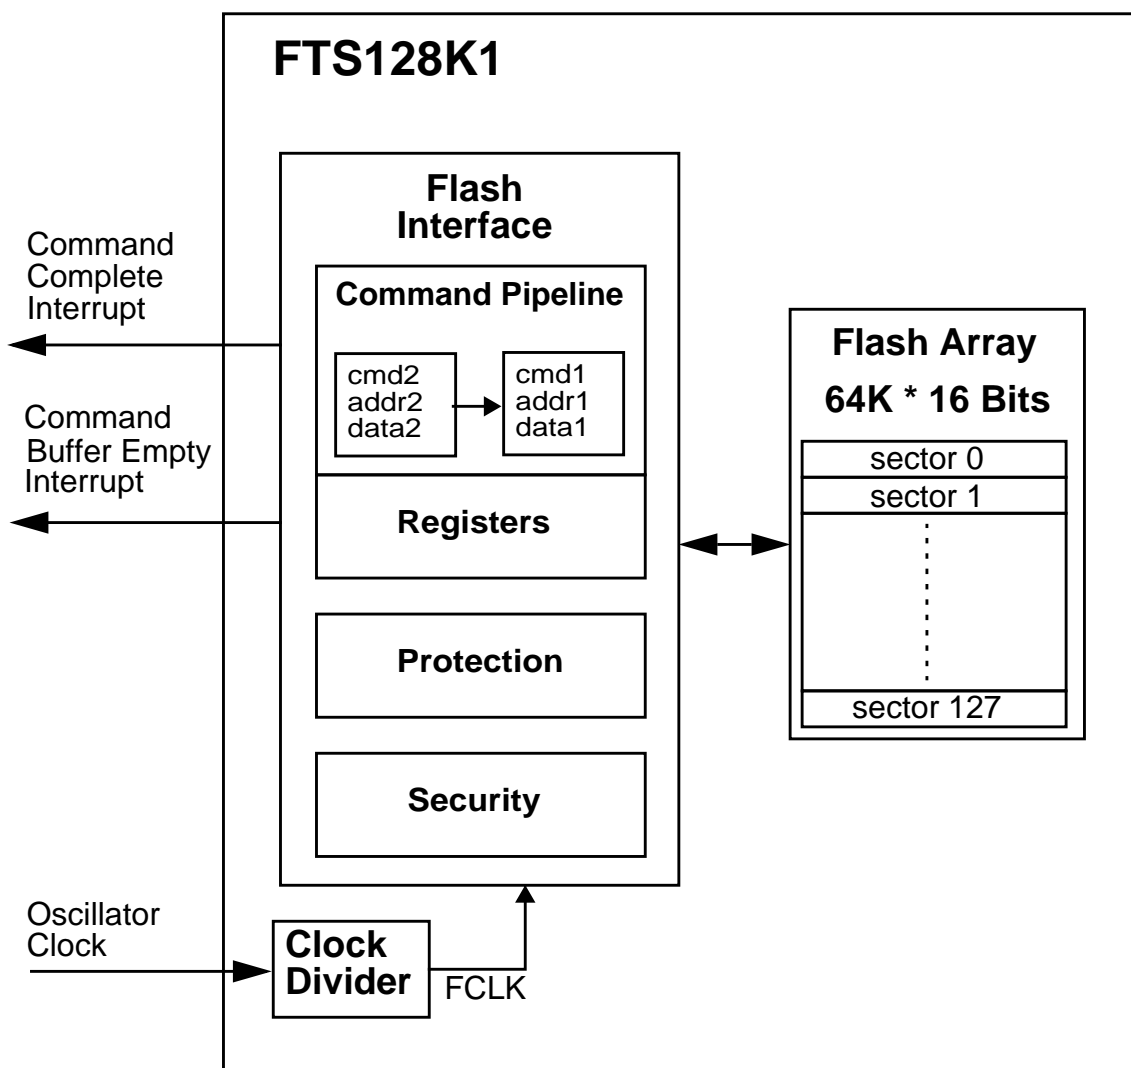 FTS128K1
Flash
Interface
Command
Complete
Interrupt
Command Pipeline
cmd2
addr2
data2
cmd1
addr1
data1
Command
Buffer Empty
Interrupt
Registers
Protection
Security
Flash Array
64K * 16 Bits
sector 0
sector 1
sector 127
Oscillator
Clock
Clock
Divider
FCLK